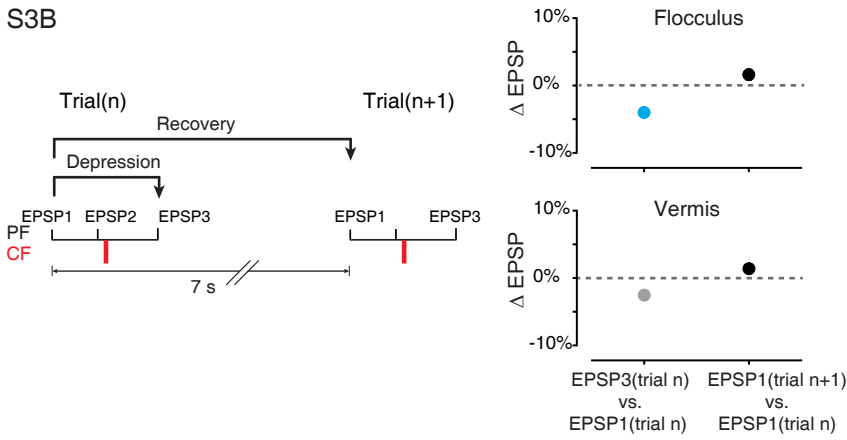 S3B
Trial(n)
Trial(n+1)
Recovery
Depression
EPSP1 EPSP2 EPSP3
EPSP1 EPSP3
PF
CF
7 s
Flocculus
10%
0%
-10%
Δ EPSP
Vermis
10%
0%
-10%
Δ EPSP
EPSP3(trial n)
vs.
EPSP1(trial n)
EPSP1(trial n+1)
vs.
EPSP1(trial n)